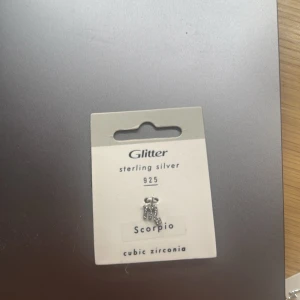 Glitter
sterling silver
925
Scorpio
cubic zirconia